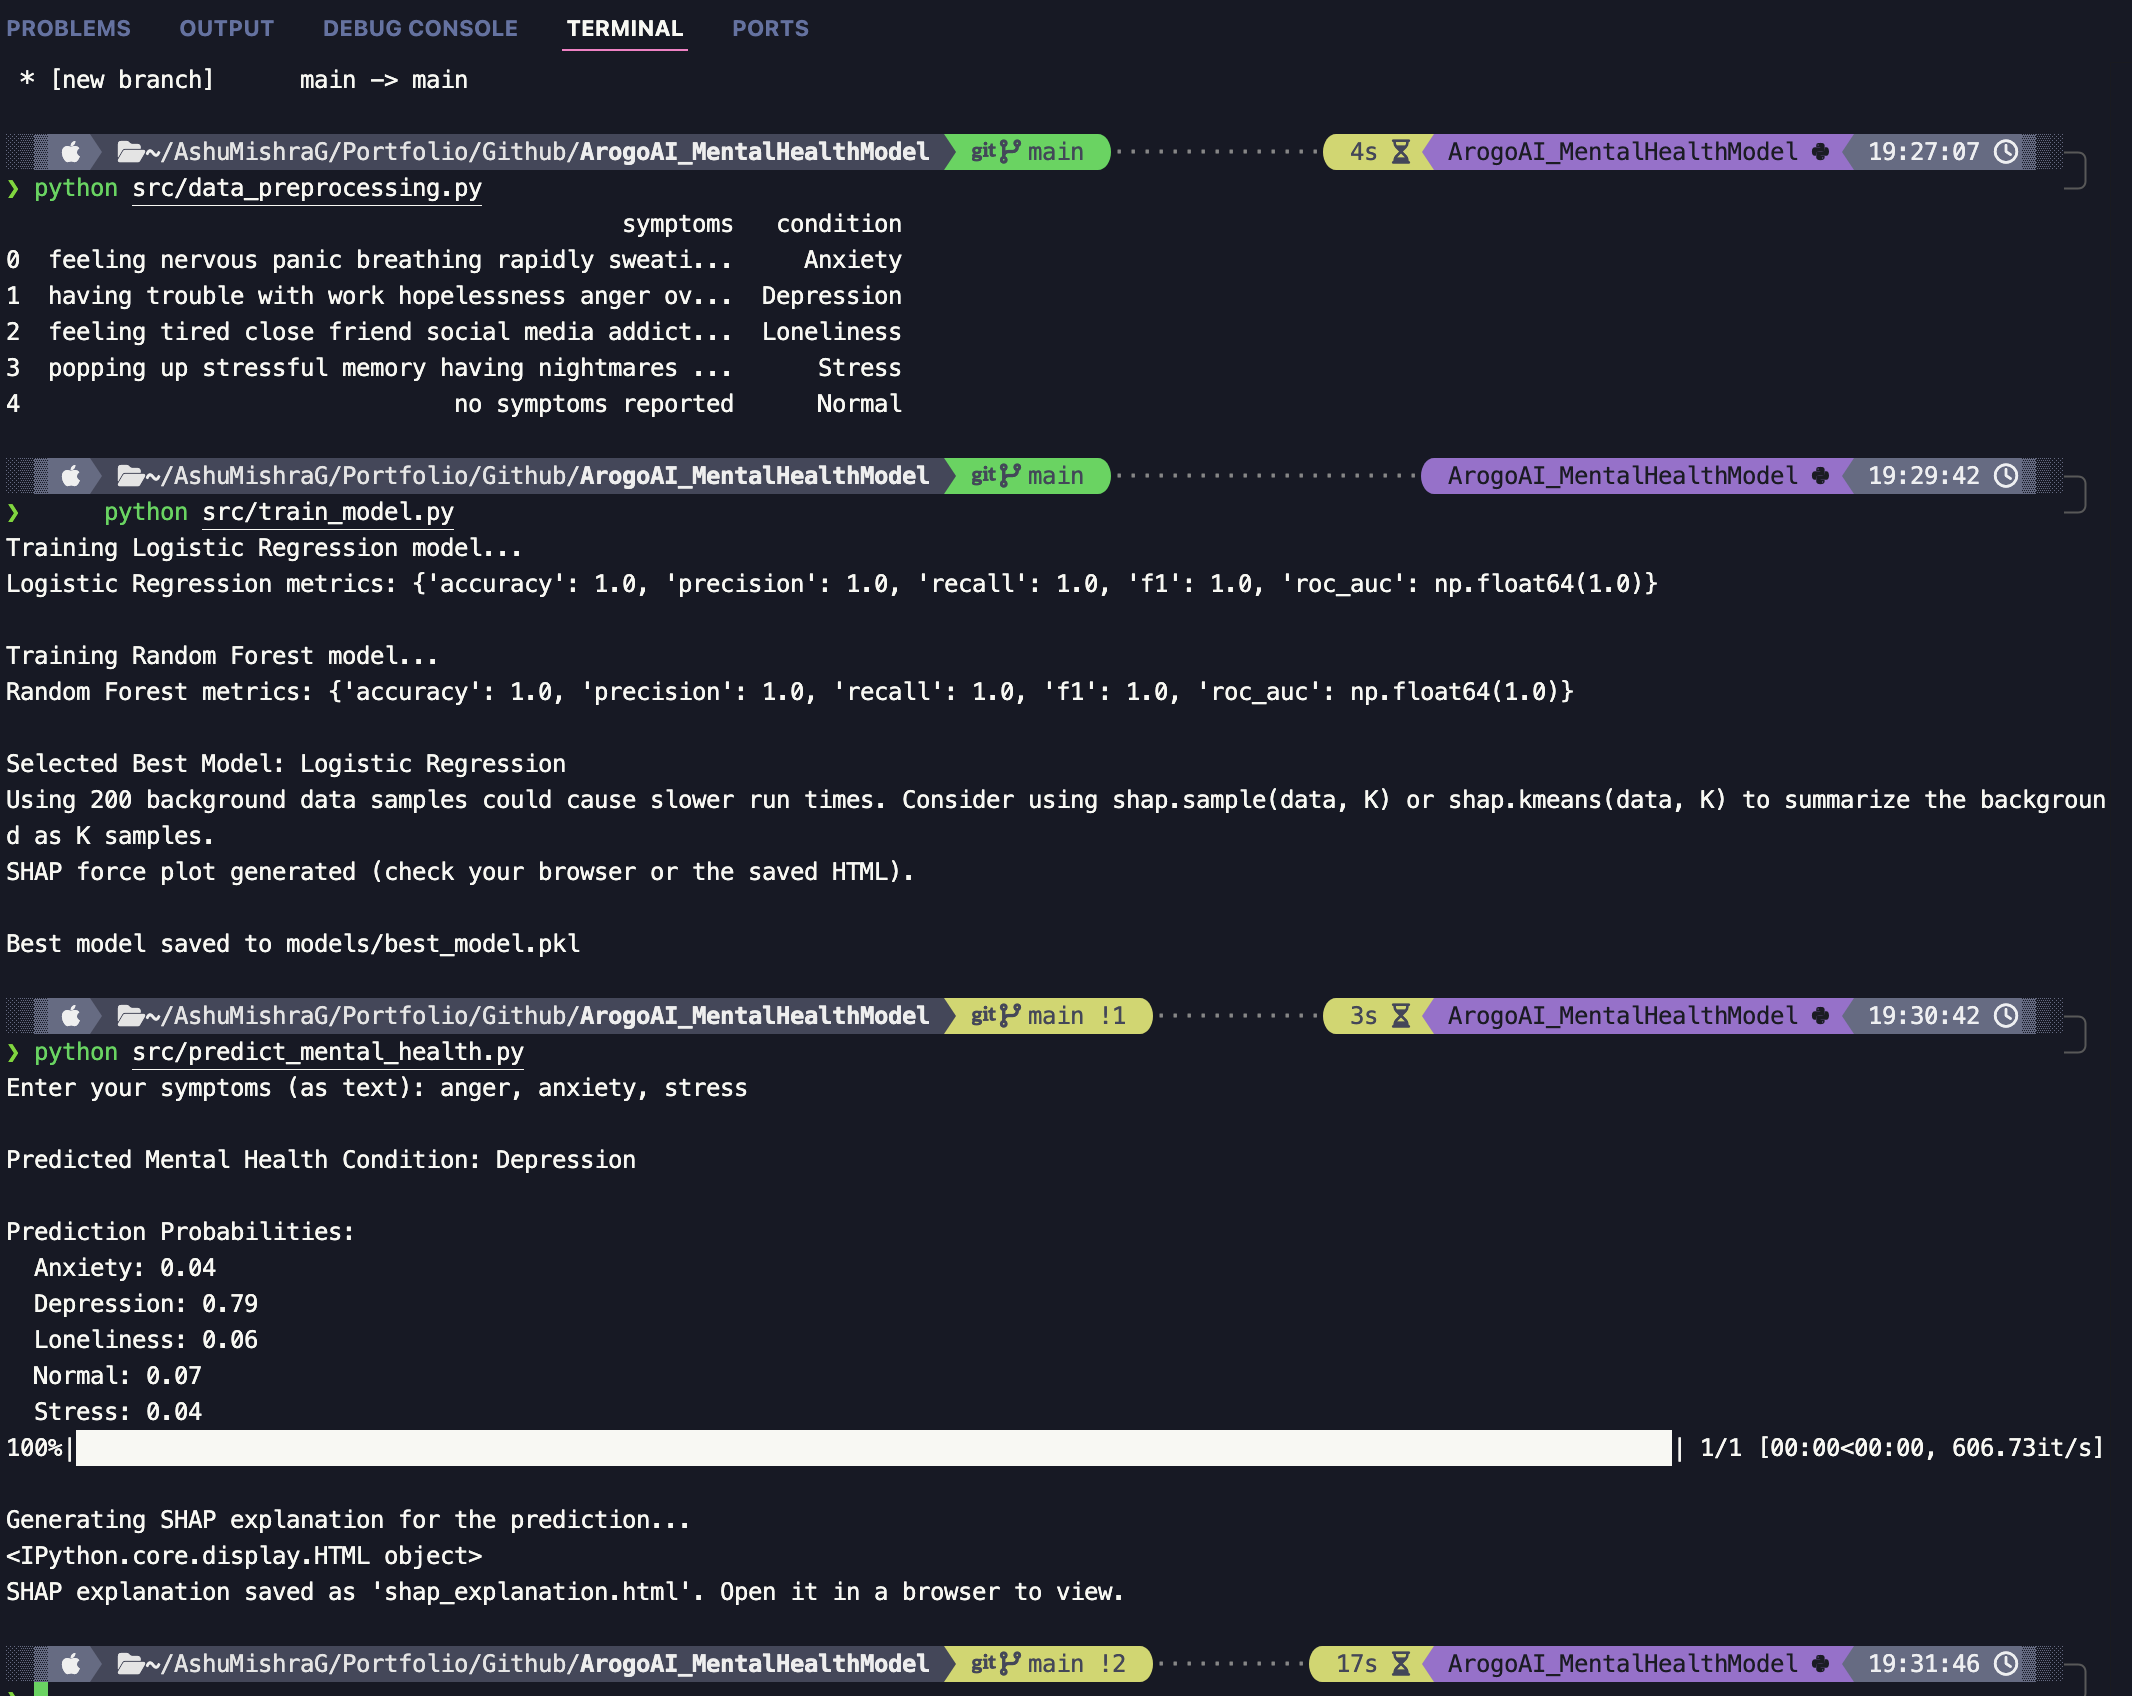 PROBLEMS OUTPUT DEBUG CONSOLE TERMINAL PORTS
* [new branch]      main -> main
~/AshuMishraG/Portfolio/Github/ArogoAI_MentalHealthModel git main 4s ArogoAI_MentalHealthModel 19:27:07
❯ python src/data_preprocessing.py
symptoms   condition
0  feeling nervous panic breathing rapidly sweati...     Anxiety
1  having trouble with work hopelessness anger ov...  Depression
2  feeling tired close friend social media addict...  Loneliness
3  popping up stressful memory having nightmares ...      Stress
4                               no symptoms reported      Normal
~/AshuMishraG/Portfolio/Github/ArogoAI_MentalHealthModel git main ArogoAI_MentalHealthModel 19:29:42
❯      python src/train_model.py
Training Logistic Regression model...
Logistic Regression metrics: {'accuracy': 1.0, 'precision': 1.0, 'recall': 1.0, 'f1': 1.0, 'roc_auc': np.float64(1.0)}
Training Random Forest model...
Random Forest metrics: {'accuracy': 1.0, 'precision': 1.0, 'recall': 1.0, 'f1': 1.0, 'roc_auc': np.float64(1.0)}
Selected Best Model: Logistic Regression
Using 200 background data samples could cause slower run times. Consider using shap.sample(data, K) or shap.kmeans(data, K) to summarize the backgroun
d as K samples.
SHAP force plot generated (check your browser or the saved HTML).
Best model saved to models/best_model.pkl
~/AshuMishraG/Portfolio/Github/ArogoAI_MentalHealthModel git main !1 3s ArogoAI_MentalHealthModel 19:30:42
❯ python src/predict_mental_health.py
Enter your symptoms (as text): anger, anxiety, stress
Predicted Mental Health Condition: Depression
Prediction Probabilities:
  Anxiety: 0.04
  Depression: 0.79
  Loneliness: 0.06
  Normal: 0.07
  Stress: 0.04
100%| | 1/1 [00:00<00:00, 606.73it/s]
Generating SHAP explanation for the prediction...
<IPython.core.display.HTML object>
SHAP explanation saved as 'shap_explanation.html'. Open it in a browser to view.
~/AshuMishraG/Portfolio/Github/ArogoAI_MentalHealthModel git main !2 17s ArogoAI_MentalHealthModel 19:31:46